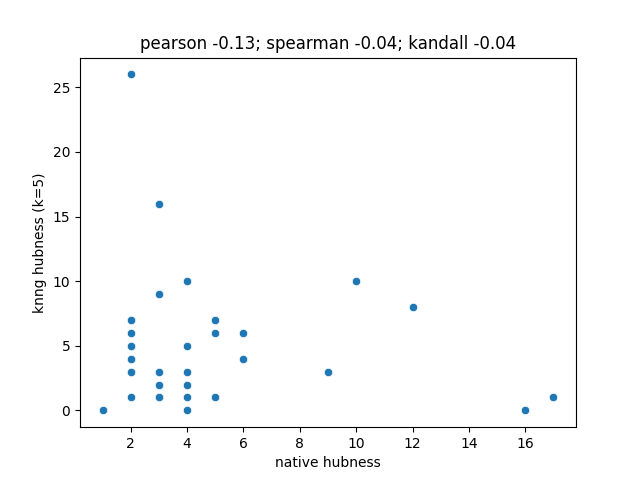 pearson -0.13; spearman -0.04; kandall -0.04
25
20
15
10
5
0
knng hubness (k=5)
2 4 6 8 10 12 14 16
native hubness